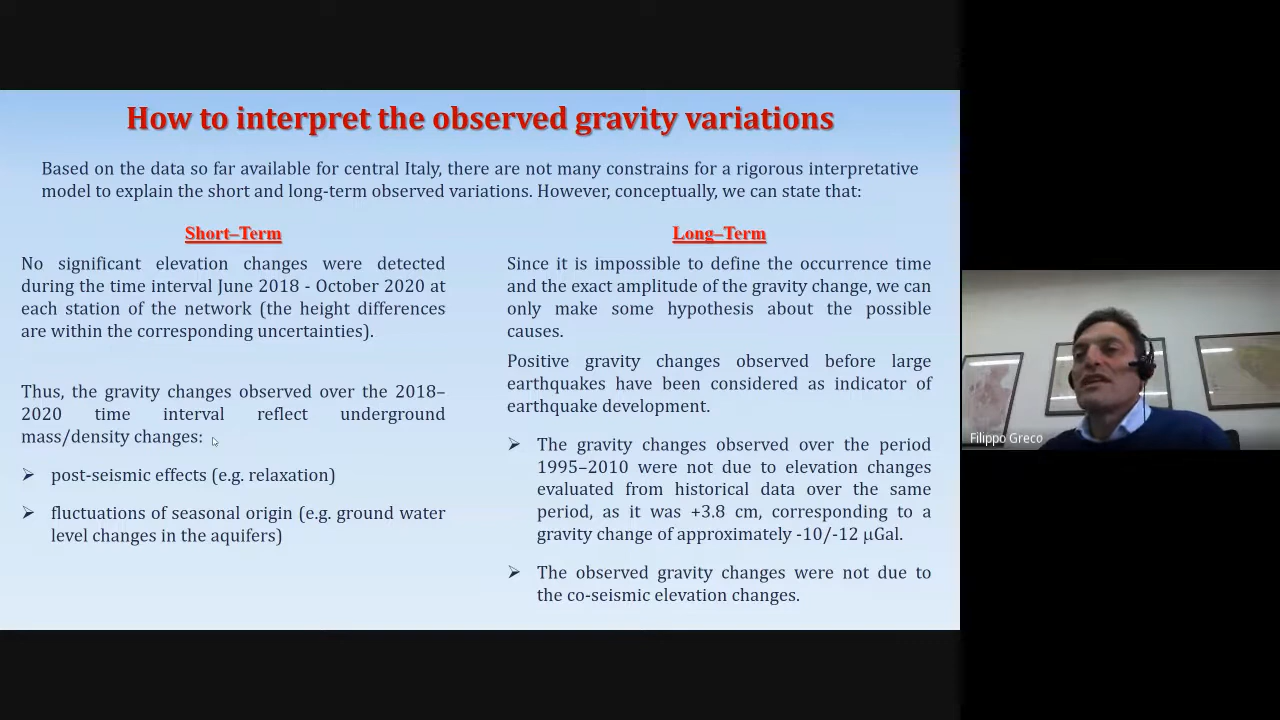 How to interpret the observed gravity variations
Based on the data so far available for central Italy, there are not many constrains for a rigorous interpretative
model to explain the short and long-term observed variations. However, conceptually, we can state that:
Short–Term
No significant elevation changes were detected
during the time interval June 2018 - October 2020 at
each station of the network (the height differences
are within the corresponding uncertainties).
Thus, the gravity changes observed over the 2018–
2020 time interval reflect underground
mass/density changes:
➢ post-seismic effects (e.g. relaxation)
➢ fluctuations of seasonal origin (e.g. ground water
level changes in the aquifers)
Long–Term
Since it is impossible to define the occurrence time
and the exact amplitude of the gravity change, we can
only make some hypothesis about the possible
causes.
Positive gravity changes observed before large
earthquakes have been considered as indicator of
earthquake development.
➢ The gravity changes observed over the period
1995–2010 were not due to elevation changes
evaluated from historical data over the same
period, as it was +3.8 cm, corresponding to a
gravity change of approximately -10/-12 μGal.
➢ The observed gravity changes were not due to
the co-seismic elevation changes.
Filippo Greco